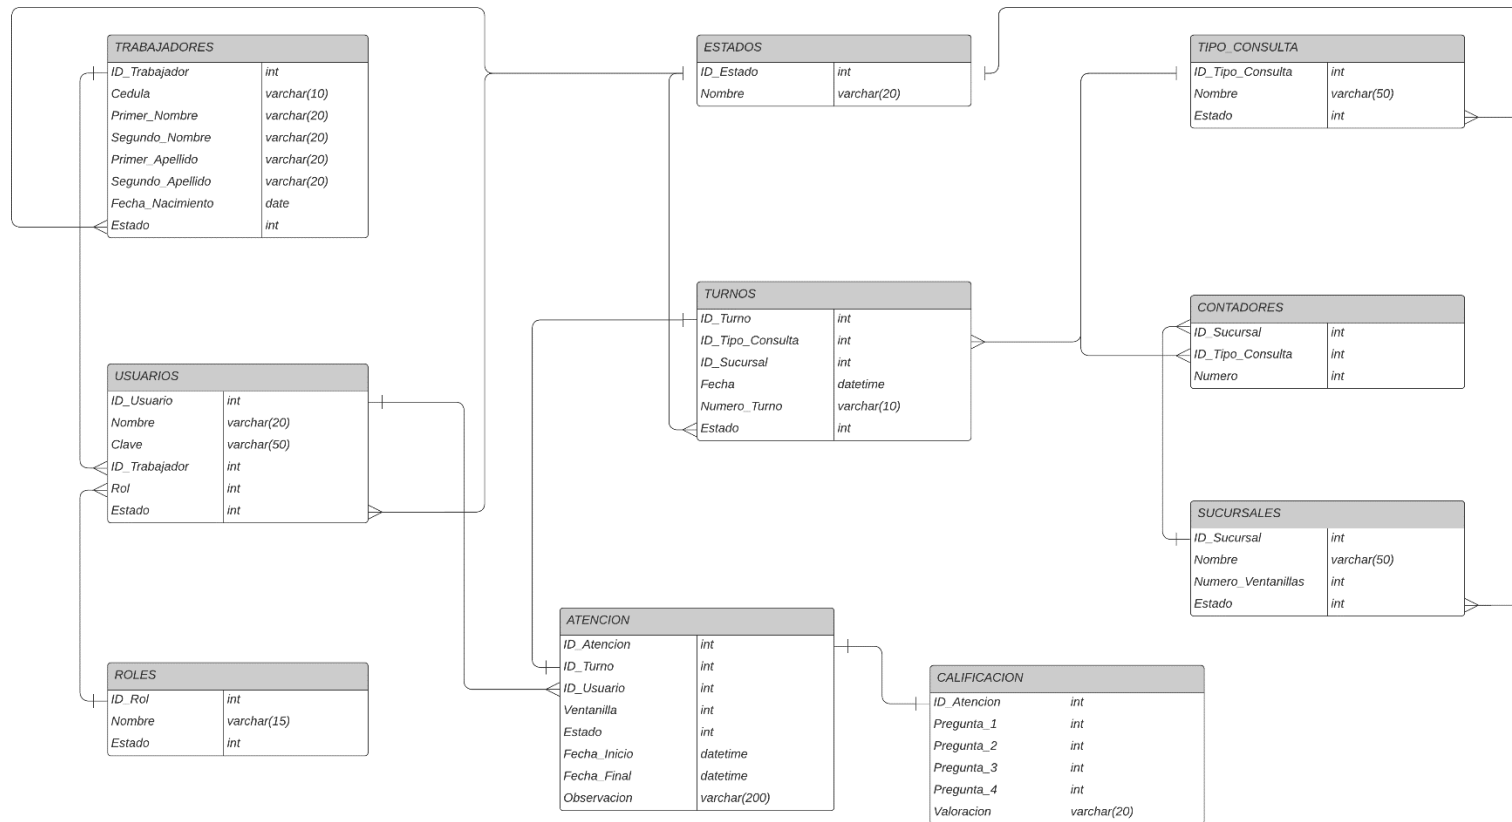 TRABAJADORES
ID_Trabajador int
Cedula varchar(10)
Primer_Nombre varchar(20)
Segundo_Nombre varchar(20)
Primer_Apellido varchar(20)
Segundo_Apellido varchar(20)
Fecha_Nacimiento date
Estado int
ESTADOS
ID_Estado int
Nombre varchar(20)
TIPO_CONSULTA
ID_Tipo_Consulta int
Nombre varchar(50)
Estado int
TURNOS
ID_Turno int
ID_Tipo_Consulta int
ID_Sucursal int
Fecha datetime
Numero_Turno varchar(10)
Estado int
CONTADORES
ID_Sucursal int
ID_Tipo_Consulta int
Numero int
USUARIOS
ID_Usuario int
Nombre varchar(20)
Clave varchar(50)
ID_Trabajador int
Rol int
Estado int
SUCURSALES
ID_Sucursal int
Nombre varchar(50)
Numero_Ventanillas int
Estado int
ROLES
ID_Rol int
Nombre varchar(15)
Estado int
ATENCION
ID_Atencion int
ID_Turno int
ID_Usuario int
Ventanilla int
Estado int
Fecha_Inicio datetime
Fecha_Final datetime
Observacion varchar(200)
CALIFICACION
ID_Atencion int
Pregunta_1 int
Pregunta_2 int
Pregunta_3 int
Pregunta_4 int
Valoracion varchar(20)